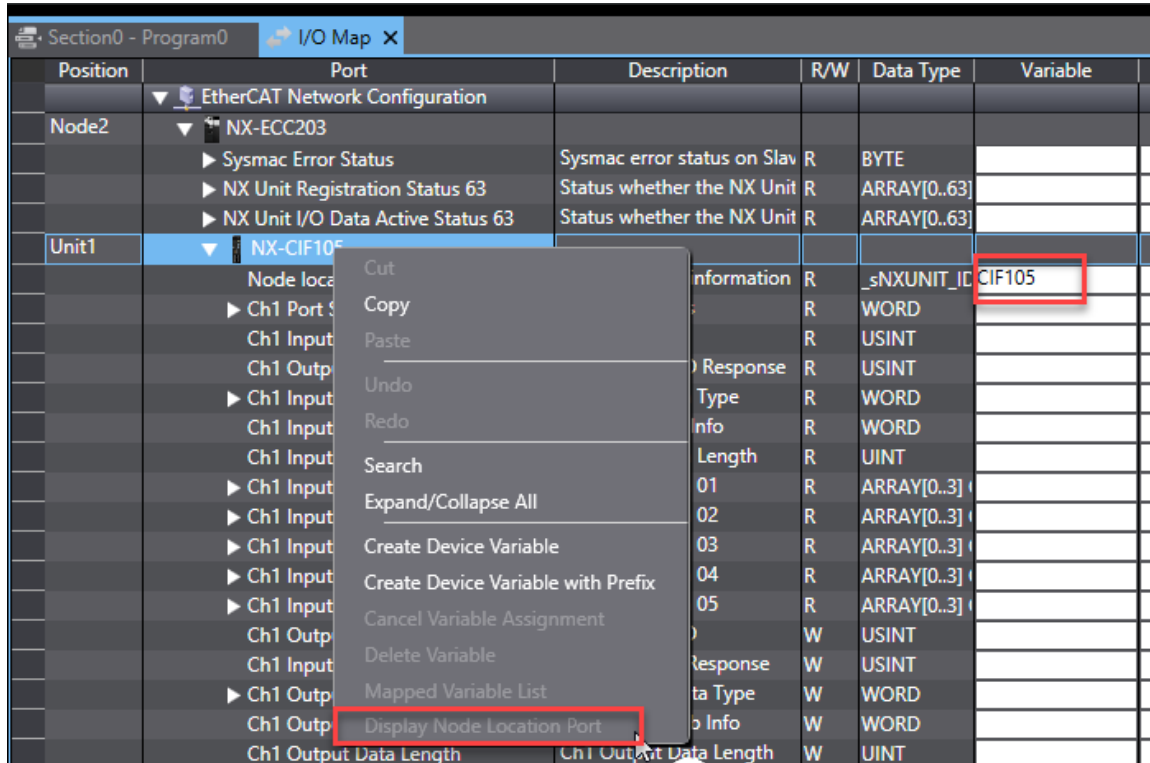 Section0 - Program0 I/O Map
Position Port Description R/W Data Type Variable
EtherCAT Network Configuration
Node2 NX-ECC203
Sysmac Error Status Sysmac error status on Slav R BYTE
NX Unit Registration Status 63 Status whether the NX Unit R ARRAY[0..63]
NX Unit I/O Data Active Status 63 Status whether the NX Unit R ARRAY[0..63]
Unit1 NX-CIF105
Node loca information R _sNXUNIT_ID CIF105
Ch1 Port R WORD
Ch1 Input R USINT
Ch1 Outp Response R USINT
Ch1 Input Type R WORD
Ch1 Input Info R WORD
Ch1 Input Length R UINT
Ch1 Input 01 R ARRAY[0..3]
Ch1 Input 02 R ARRAY[0..3]
Ch1 Input 03 R ARRAY[0..3]
Ch1 Input 04 R ARRAY[0..3]
Ch1 Input 05 R ARRAY[0..3]
Ch1 Outp W USINT
Ch1 Input Response W USINT
Ch1 Outp ta Type W WORD
Ch1 Outp Info W WORD
Ch1 Output Data Length Ch1 Output Data Length W UINT
Cut
Copy
Paste
Undo
Redo
Search
Expand/Collapse All
Create Device Variable
Create Device Variable with Prefix
Cancel Variable Assignment
Delete Variable
Mapped Variable List
Display Node Location Port